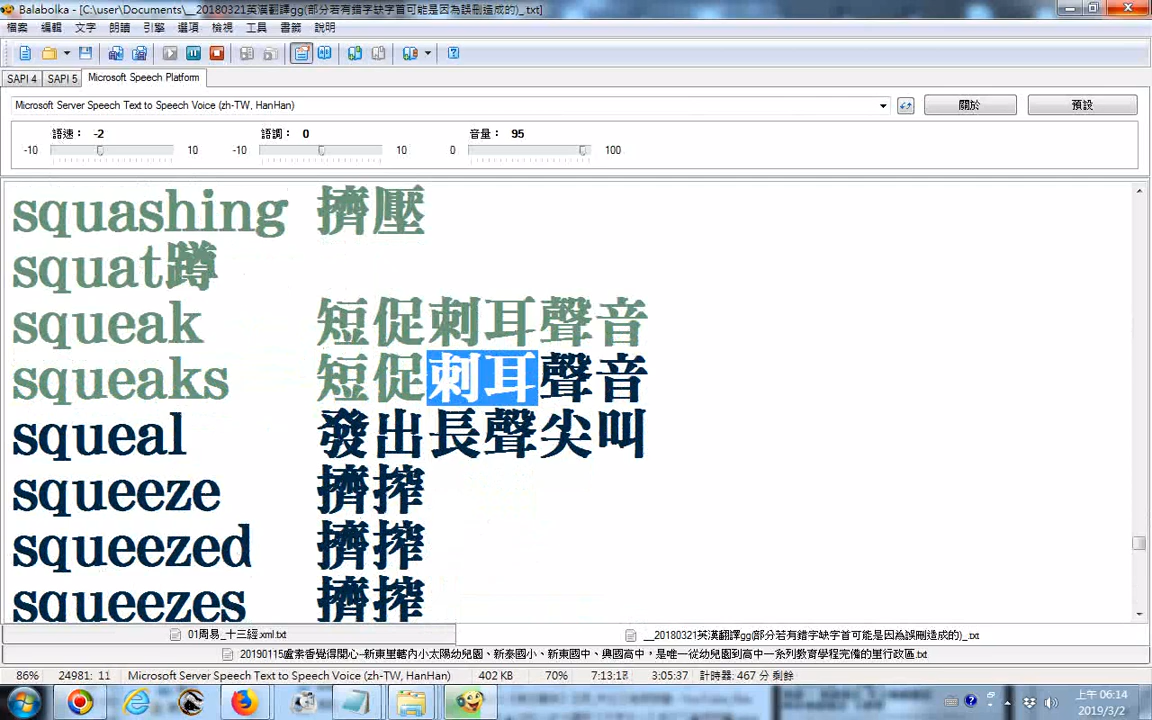 Balabolka - [C:\user\Documents\__20180321英漢翻譯gg(部分若有錯字缺字首可能是因為誤刪造成的)_.txt]
檔案 編輯 文字 朗讀 引擎 選項 檢視 工具 書籤 說明
SAPI 4 SAPI 5 Microsoft Speech Platform
Microsoft Server Speech Text to Speech Voice (zh-TW, HanHan) 關於 預設
語速： -2 語調： 0 音量： 95
-10 10 -10 10 0 100
squashing 擠壓
squat蹲
squeak 短促刺耳聲音
squeaks 短促刺耳聲音
squeal 發出長聲尖叫
squeeze 擠搾
squeezed 擠搾
squeezes 擠搾
01周易_十三經.xml.txt __20180321英漢翻譯gg(部分若有錯字缺字首可能是因為誤刪造成的)_.txt
20190115盧素香覺得開心~新東里轄內小太陽幼兒園、新泰國小、新東國中、興國高中，是唯一從幼兒園到高中一系列教育學程完備的里行政區.txt
86% 24981: 11 Microsoft Server Speech Text to Speech Voice (zh-TW, HanHan) 402 KB 70% 3:05:37 計時器: 467 分 剩餘
上午 06:14
2019/3/2